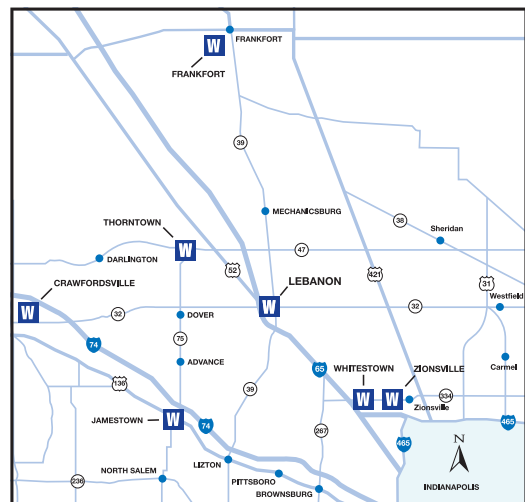 FRANKFORT
W
FRANKFORT
39
MECHANICSBURG
38
THORNTOWN
W
Sheridan
47
DARLINGTON
52
421
31
CRAWFORDSVILLE
LEBANON
W
W
32
DOVER
32
Westfield
75
74
65
ADVANCE
WHITESTOWN
ZIONSVILLE
Carmel
136
39
W
W
334
Zionsville
JAMESTOWN
W
74
267
465
465
N
LIZTON
NORTH SALEM
PITTSBORO
236
BROWNSBURG
INDIANAPOLIS